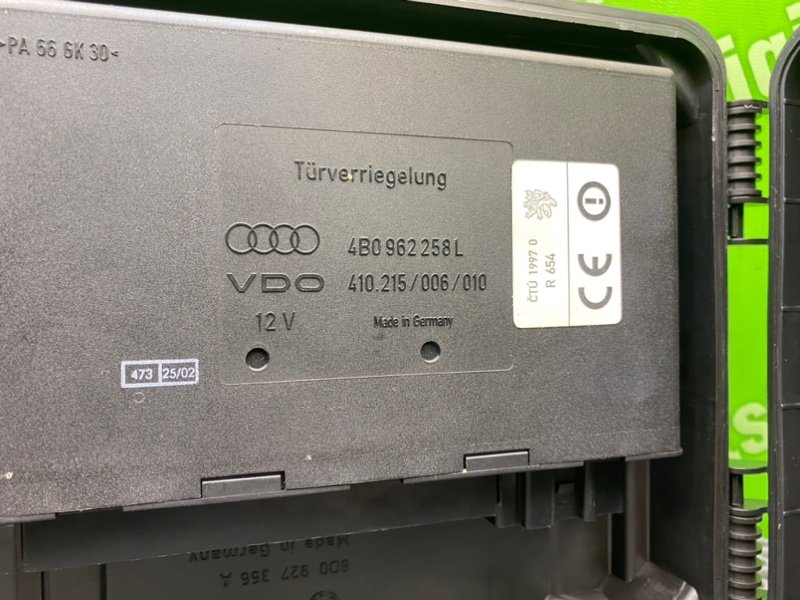 >PA 66 GK 30<
Türverriegelung
4B0 962 258 L
VDO 410.215/006/010
12 V Made in Germany
ČTÚ 1997 0
R 654
CE
473 25/02
Made in Germany
8D0 927 355 A